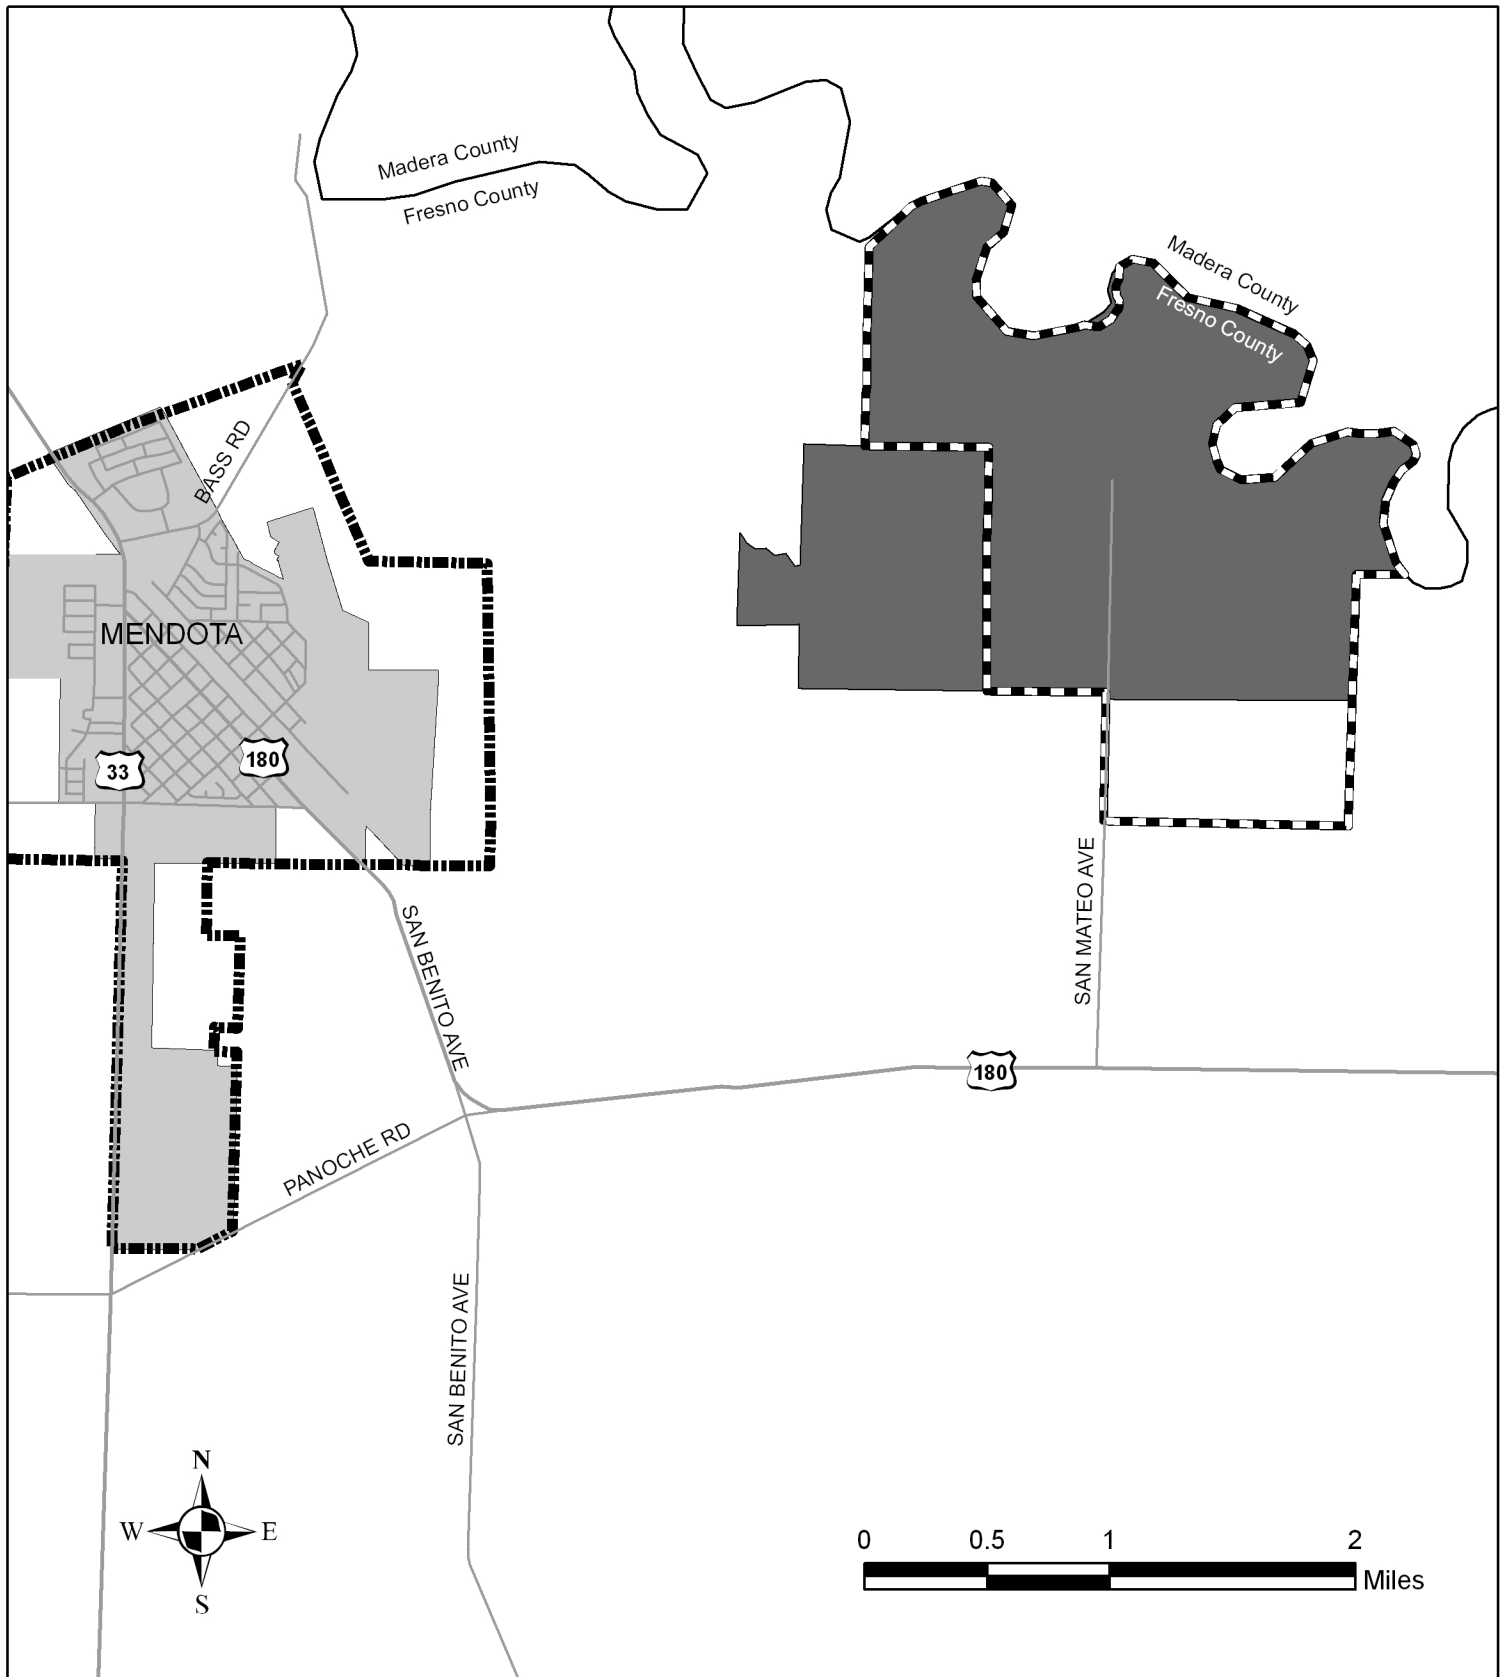 Madera County
Fresno County
Madera County
Fresno County
BASS RD
MENDOTA
33
180
SAN MATEO AVE
SAN BENITO AVE
180
PANOCHE RD
SAN BENITO AVE
N
W E
S
0 0.5 1 2
Miles